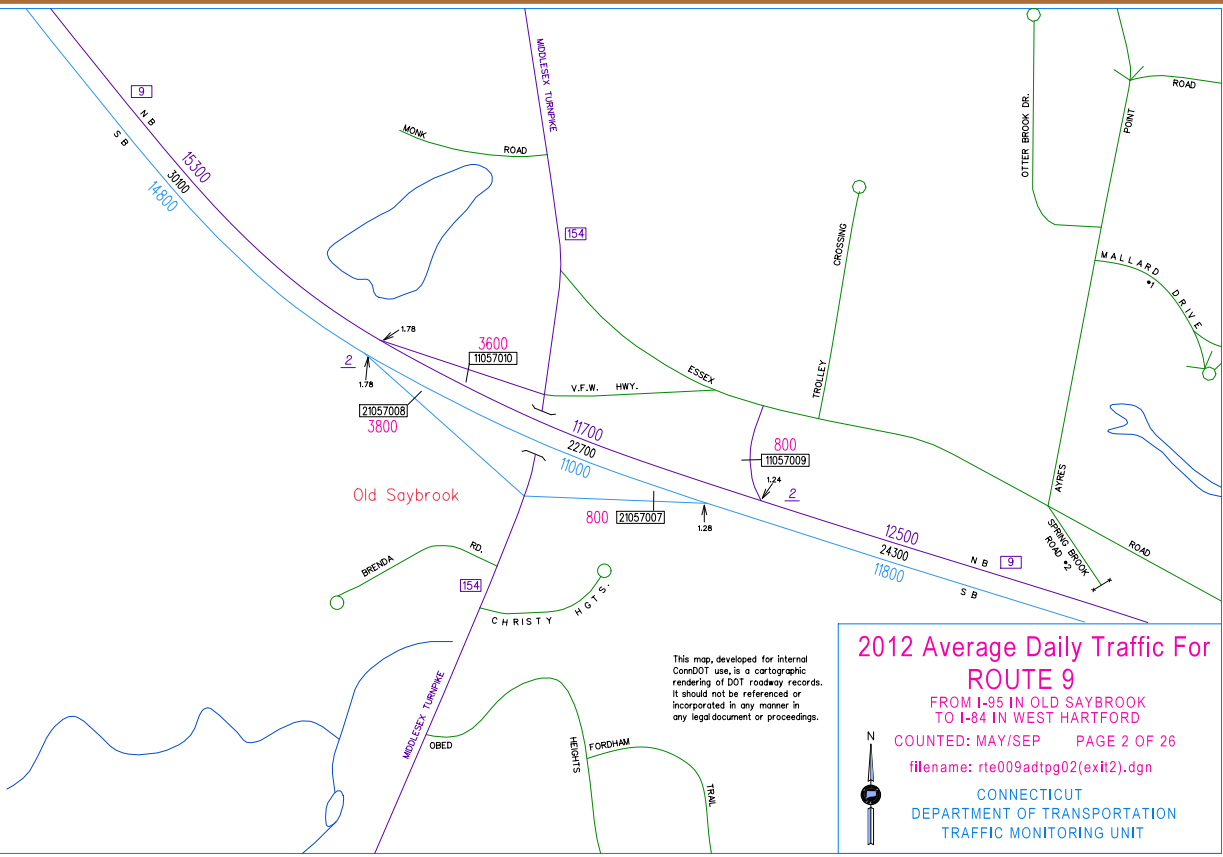 9
N B
S B
15300
30100
14800
MIDDLESEX TURNPIKE
MONK
ROAD
154
OTTER BROOK DR.
POINT
ROAD
CROSSING
TROLLEY
MALLARD
DRIVE
*1
1.78
2
1.78
3600
11057010
21057008
3800
V.F.W. HWY.
ESSEX
11700
22700
11000
800
11057009
1.24
2
Old Saybrook
800
21057007
1.28
AYRES
SPRING BROOK
ROAD *2
ROAD
12500
24300
11800
N B
9
S B
BRENDA
RD.
154
CHRISTY
HGTS.
MIDDLESEX TURNPIKE
OBED
HEIGHTS
FORDHAM
TRAIL
This map, developed for internal
ConnDOT use, is a cartographic
rendering of DOT roadway records.
It should not be referenced or
incorporated in any manner in
any legal document or proceedings.
2012 Average Daily Traffic For
ROUTE 9
FROM I-95 IN OLD SAYBROOK
TO I-84 IN WEST HARTFORD
COUNTED: MAY/SEP PAGE 2 OF 26
filename: rte009adtpg02(exit2).dgn
N
CONNECTICUT
DEPARTMENT OF TRANSPORTATION
TRAFFIC MONITORING UNIT